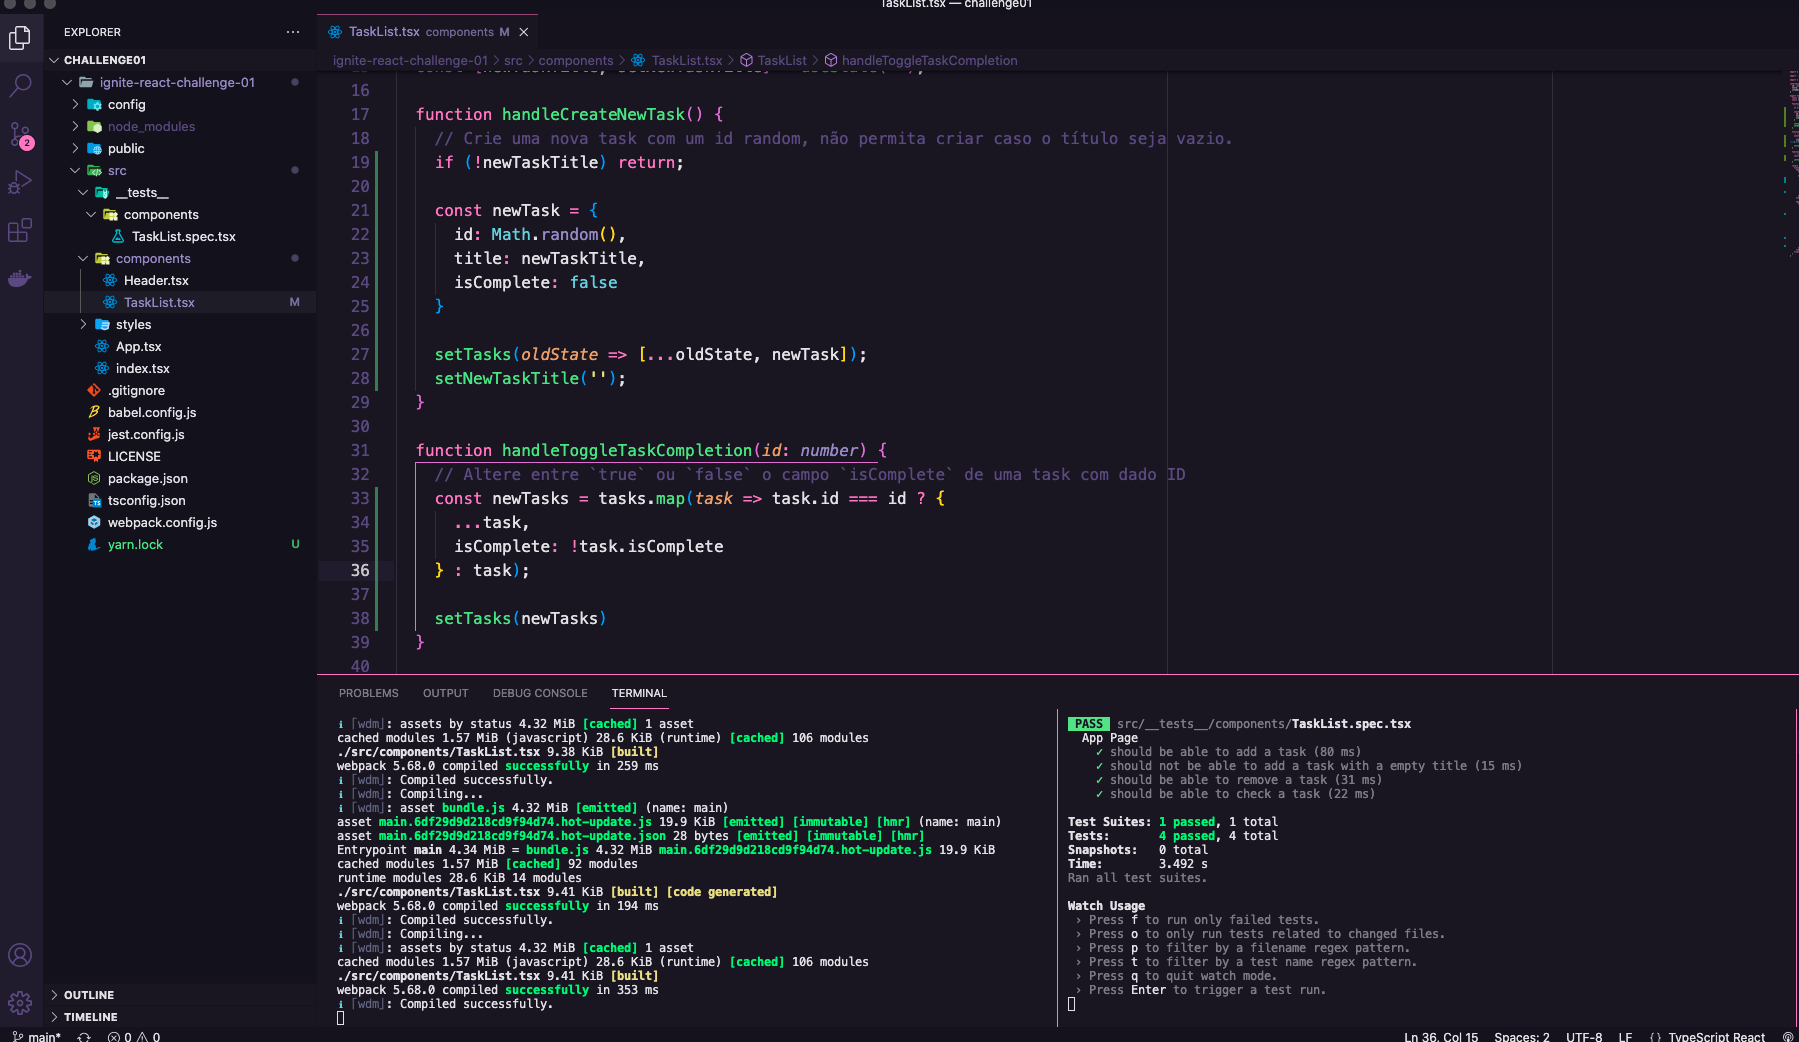 TaskList.tsx — challenge01
EXPLORER
CHALLENGE01
ignite-react-challenge-01
config
node_modules
public
src
__tests__
components
TaskList.spec.tsx
components
Header.tsx
TaskList.tsx M
styles
App.tsx
index.tsx
.gitignore
babel.config.js
jest.config.js
LICENSE
package.json
tsconfig.json
webpack.config.js
yarn.lock U
OUTLINE
TIMELINE
2
TaskList.tsx components M
ignite-react-challenge-01 > src > components > TaskList.tsx > TaskList > handleToggleTaskCompletion
16
17 function handleCreateNewTask() {
18 // Crie uma nova task com um id random, não permita criar caso o título seja vazio.
19 if (!newTaskTitle) return;
20
21 const newTask = {
22 id: Math.random(),
23 title: newTaskTitle,
24 isComplete: false
25 }
26
27 setTasks(oldState => [...oldState, newTask]);
28 setNewTaskTitle('');
29 }
30
31 function handleToggleTaskCompletion(id: number) {
32 // Altere entre `true` ou `false` o campo `isComplete` de uma task com dado ID
33 const newTasks = tasks.map(task => task.id === id ? {
34 ...task,
35 isComplete: !task.isComplete
36 } : task);
37
38 setTasks(newTasks)
39 }
40
PROBLEMS OUTPUT DEBUG CONSOLE TERMINAL
i ｢wdm｣: assets by status 4.32 MiB [cached] 1 asset
cached modules 1.57 MiB (javascript) 28.6 KiB (runtime) [cached] 106 modules
./src/components/TaskList.tsx 9.38 KiB [built]
webpack 5.68.0 compiled successfully in 259 ms
i ｢wdm｣: Compiled successfully.
i ｢wdm｣: Compiling...
i ｢wdm｣: asset bundle.js 4.32 MiB [emitted] (name: main)
asset main.6df29d9d218cd9f94d74.hot-update.js 19.9 KiB [emitted] [immutable] [hmr] (name: main)
asset main.6df29d9d218cd9f94d74.hot-update.json 28 bytes [emitted] [immutable] [hmr]
Entrypoint main 4.34 MiB = bundle.js 4.32 MiB main.6df29d9d218cd9f94d74.hot-update.js 19.9 KiB
cached modules 1.57 MiB [cached] 92 modules
runtime modules 28.6 KiB 14 modules
./src/components/TaskList.tsx 9.41 KiB [built] [code generated]
webpack 5.68.0 compiled successfully in 194 ms
i ｢wdm｣: Compiled successfully.
i ｢wdm｣: Compiling...
i ｢wdm｣: assets by status 4.32 MiB [cached] 1 asset
cached modules 1.57 MiB (javascript) 28.6 KiB (runtime) [cached] 106 modules
./src/components/TaskList.tsx 9.41 KiB [built]
webpack 5.68.0 compiled successfully in 353 ms
i ｢wdm｣: Compiled successfully.
PASS src/__tests__/components/TaskList.spec.tsx
App Page
✓ should be able to add a task (80 ms)
✓ should not be able to add a task with a empty title (15 ms)
✓ should be able to remove a task (31 ms)
✓ should be able to check a task (22 ms)
Test Suites: 1 passed, 1 total
Tests: 4 passed, 4 total
Snapshots: 0 total
Time: 3.492 s
Ran all test suites.
Watch Usage
› Press f to run only failed tests.
› Press o to only run tests related to changed files.
› Press p to filter by a filename regex pattern.
› Press t to filter by a test name regex pattern.
› Press q to quit watch mode.
› Press Enter to trigger a test run.
main* 0 0
Ln 36, Col 15 Spaces: 2 UTF-8 LF {} TypeScript React